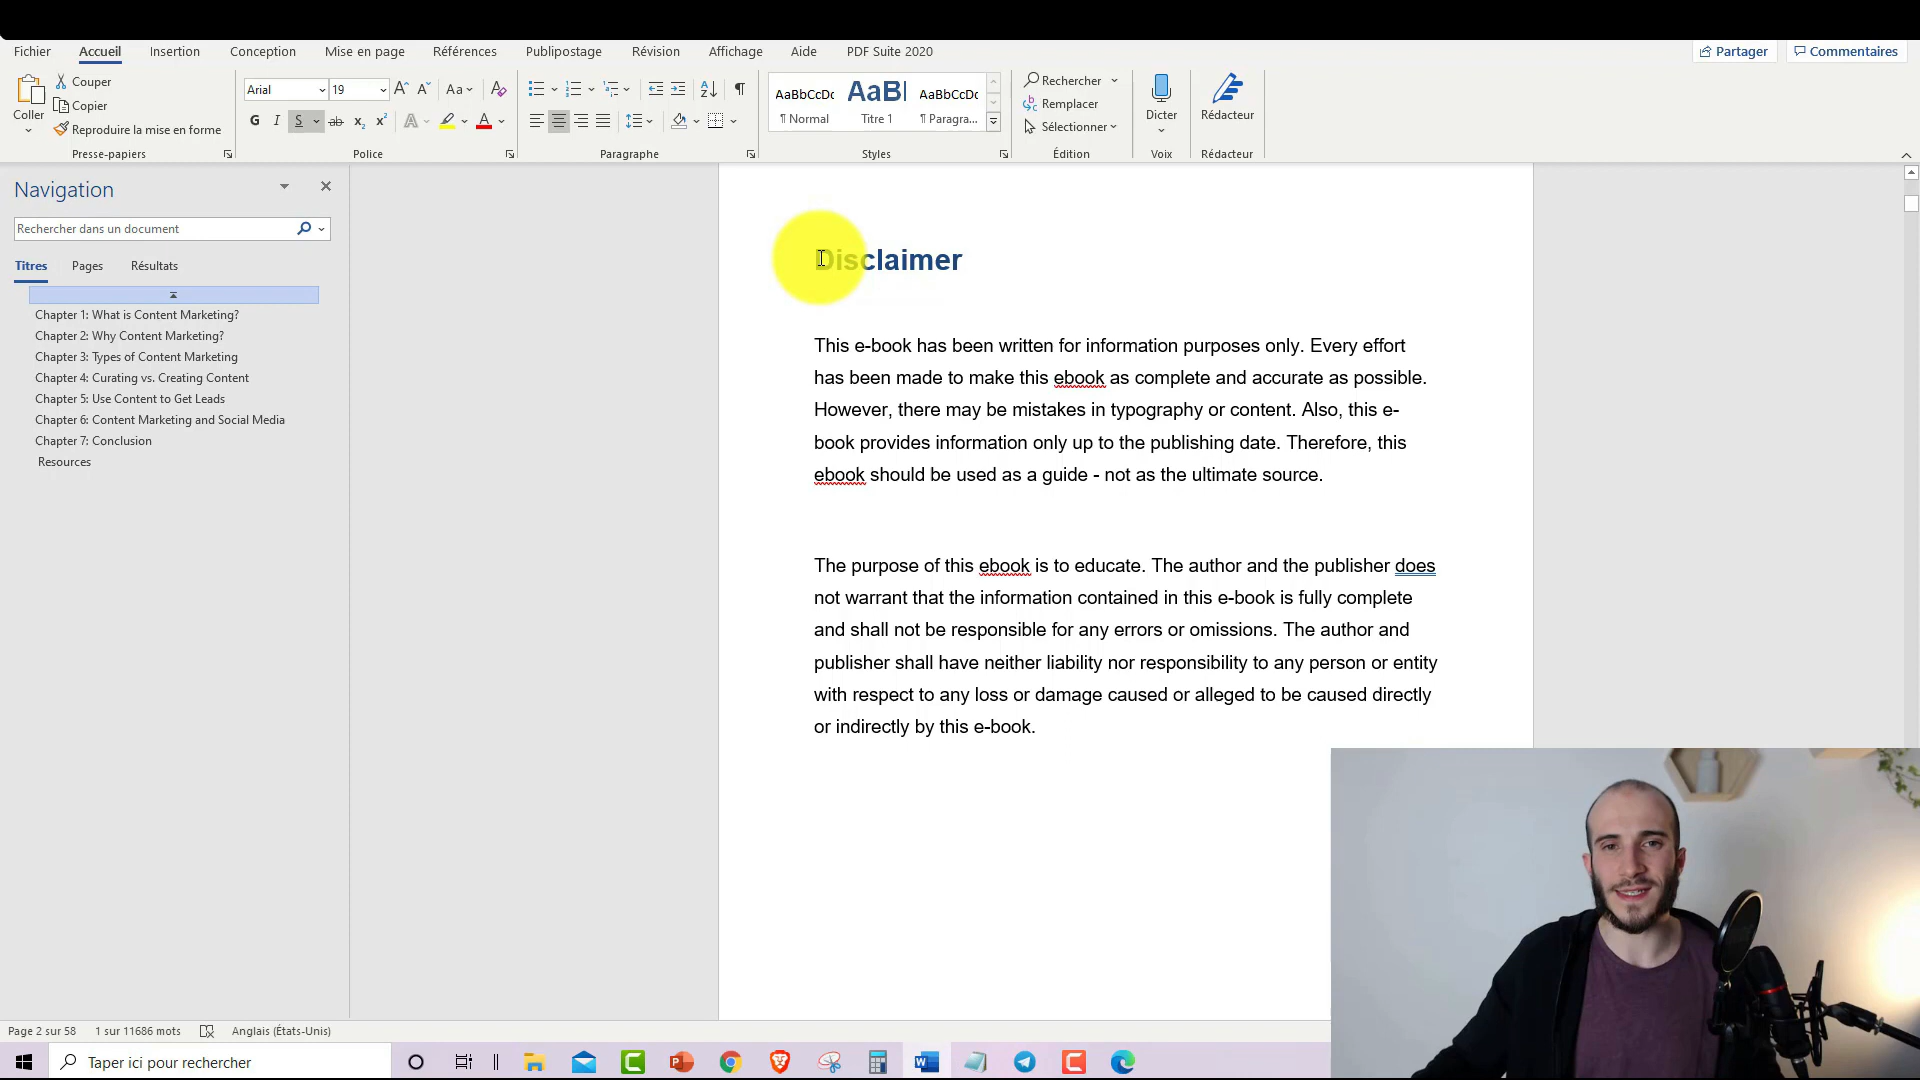 Fichier Accueil Insertion Conception Mise en page Références Publipostage Révision Affichage Aide PDF Suite 2020 Partager Commentaires
Coller
Couper
Copier
Reproduire la mise en forme
Presse-papiers
Arial 19
Aa
G I S ab x₂ x² A A
Police
Paragraphe
AaBbCcDc AaBl AaBbCcDc
¶ Normal Titre 1 ¶ Paragra...
Styles
Rechercher
Remplacer
Sélectionner
Édition
Dicter
Voix
Rédacteur
Rédacteur
Navigation
Rechercher dans un document
Titres Pages Résultats
Chapter 1: What is Content Marketing?
Chapter 2: Why Content Marketing?
Chapter 3: Types of Content Marketing
Chapter 4: Curating vs. Creating Content
Chapter 5: Use Content to Get Leads
Chapter 6: Content Marketing and Social Media
Chapter 7: Conclusion
Resources
Disclaimer
This e-book has been written for information purposes only. Every effort
has been made to make this ebook as complete and accurate as possible.
However, there may be mistakes in typography or content. Also, this e-
book provides information only up to the publishing date. Therefore, this
ebook should be used as a guide - not as the ultimate source.
The purpose of this ebook is to educate. The author and the publisher does
not warrant that the information contained in this e-book is fully complete
and shall not be responsible for any errors or omissions. The author and
publisher shall have neither liability nor responsibility to any person or entity
with respect to any loss or damage caused or alleged to be caused directly
or indirectly by this e-book.
Page 2 sur 58 1 sur 11686 mots Anglais (États-Unis)
Taper ici pour rechercher